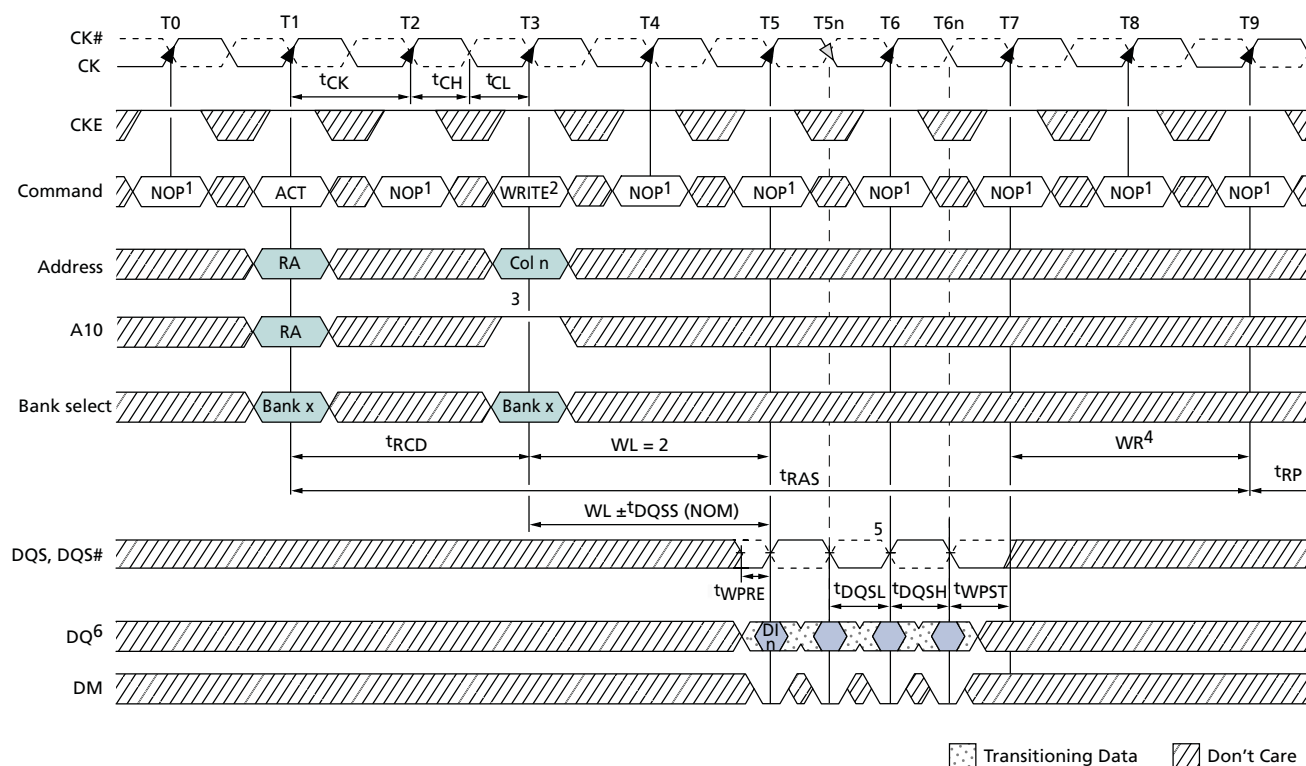 T0 T1 T2 T3 T4 T5 T5n T6 T6n T7 T8 T9
CK#
CK
tCK tCH tCL
CKE
Command NOP1 ACT NOP1 WRITE2 NOP1 NOP1 NOP1 NOP1 NOP1 NOP1
Address RA Col n
3
A10 RA
Bank select Bank x Bank x
tRCD WL = 2 WR4
tRAS tRP
WL ±tDQSS (NOM)
5
DQS, DQS#
tWPRE tDQSL tDQSH tWPST
DQ6 DI
n
DM
Transitioning Data Don't Care